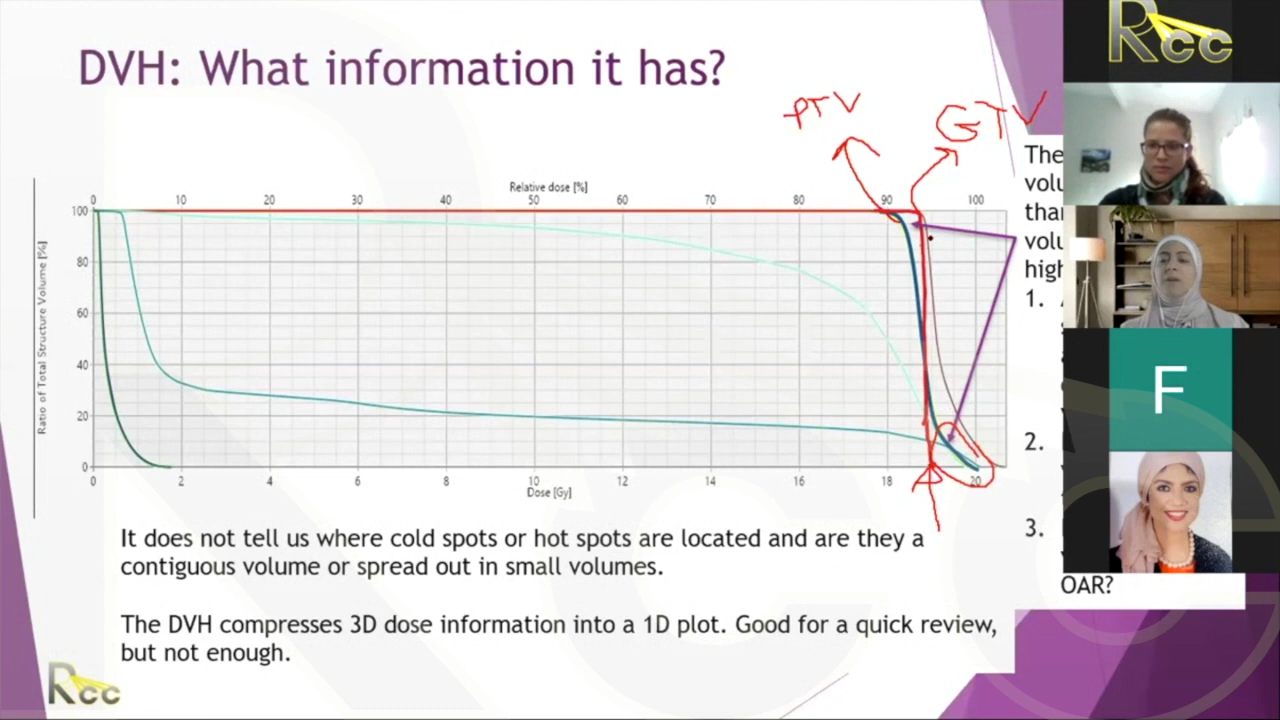 DVH: What information it has?
PTV
GTV
Rcc
Relative dose [%]
0 10 20 30 40 50 60 70 80 90 100
100
80
60
40
20
0
Ratio of Total Structure Volume [%]
0 2 4 6 8 10 12 14 16 18 20
Dose [Gy]
It does not tell us where cold spots or hot spots are located and are they a
contiguous volume or spread out in small volumes.
The DVH compresses 3D dose information into a 1D plot. Good for a quick review,
but not enough.
Rcc
The
volu
than
volu
high
1.
2.
3.
OAR?
F